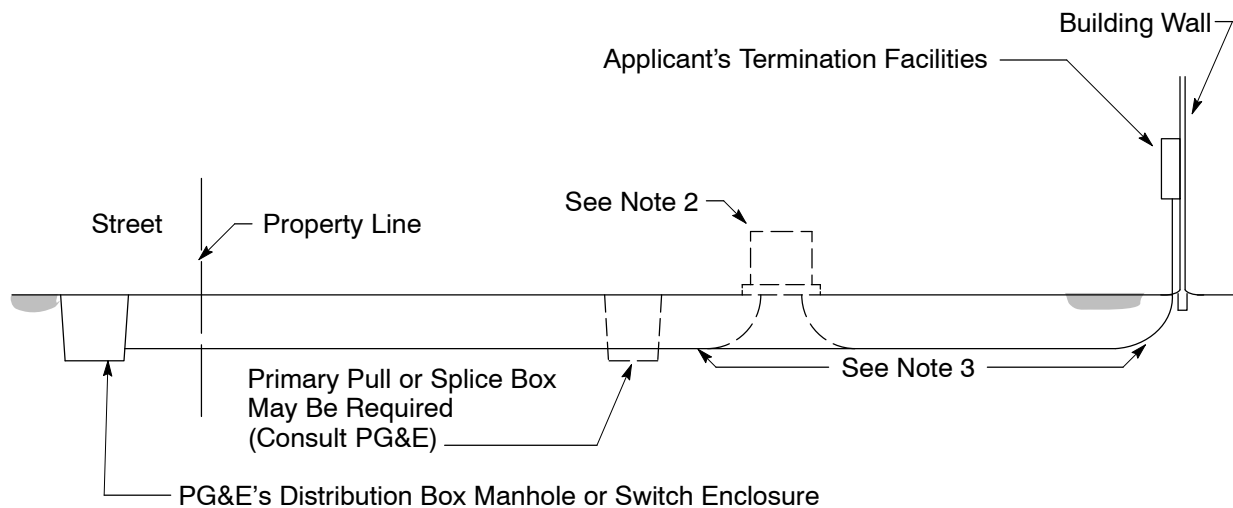 Building Wall
Applicant's Termination Facilities
See Note 2
Street
Property Line
See Note 3
Primary Pull or Splice Box
May Be Required
(Consult PG&E)
PG&E's Distribution Box Manhole or Switch Enclosure